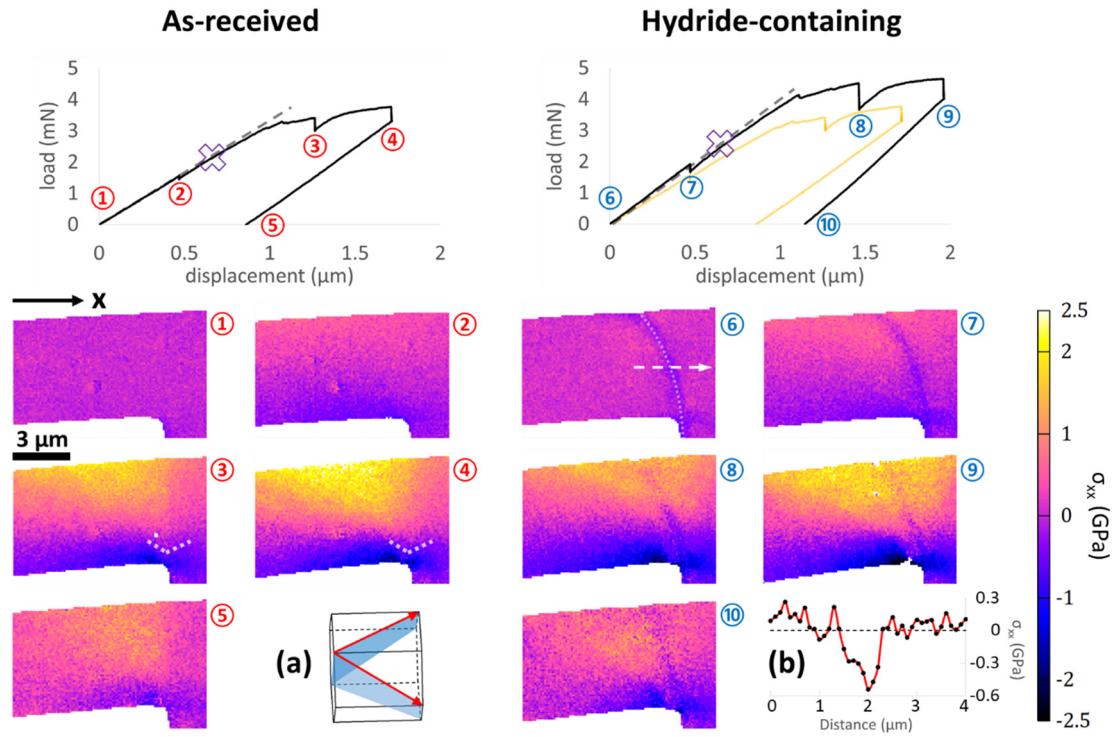 As-received
Hydride-containing
5
4
3
2
1
0
load (mN)
① ② ③ ④ ⑤
0 0.5 1 1.5 2
displacement (μm)
5
4
3
2
1
0
load (mN)
⑥ ⑦ ⑧ ⑨ ⑩
0 0.5 1 1.5 2
displacement (μm)
x
① ② ⑥ ⑦
3 μm
③ ④ ⑧ ⑨
⑤ (a) ⑩ (b)
0.3
0
-0.3
-0.6
σxx (GPa)
0 1 2 3 4
Distance (μm)
2.5
2
1
0
-1
-2
-2.5
σxx (GPa)